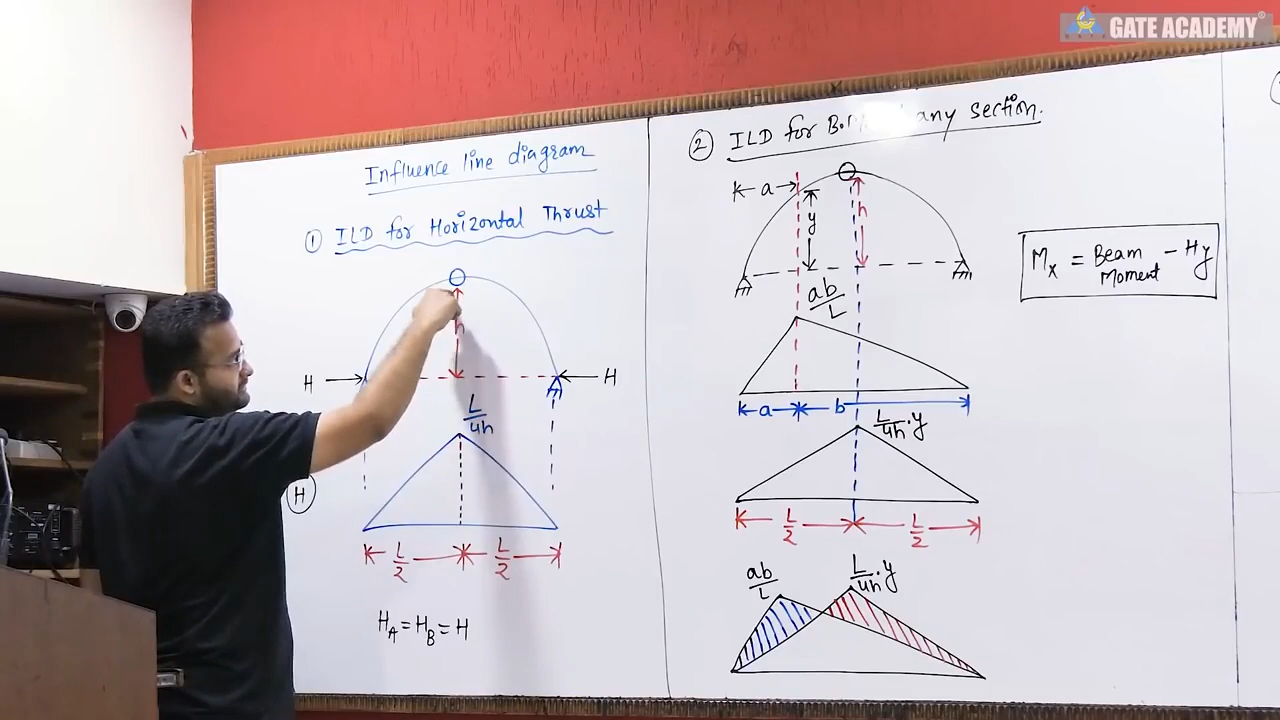 GATE ACADEMY
Influence line diagram
① ILD for Horizontal Thrust
H
H
L/4h
H
L/2 L/2
H_A = H_B = H
② ILD for B.M any section.
a
y
h
ab/L
a b
L/4h · y
L/2 L/2
ab/L
L/4h · y
M_x = Beam Moment - Hy